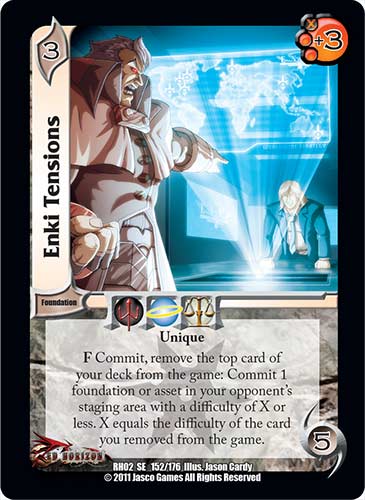 3
+3
Enki Tensions
Foundation
Unique
F Commit, remove the top card of
your deck from the game: Commit 1
foundation or asset in your opponent's
staging area with a difficulty of X or
less. X equals the difficulty of the card
you removed from the game.
5
RED HORIZON
RH02 SE 152/176 Illus. Jason Cardy
© 2011 Jasco Games All Rights Reserved